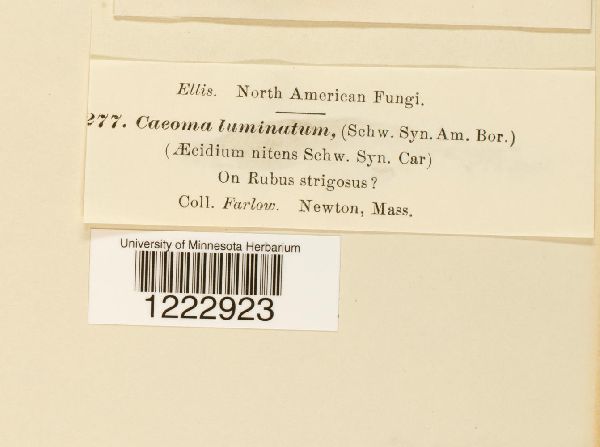 Ellis. North American Fungi.
277. Caeoma luminatum, (Schw. Syn. Am. Bor.)
(Æcidium nitens Schw. Syn. Car)
On Rubus strigosus?
Coll. Farlow. Newton, Mass.
University of Minnesota Herbarium
1222923